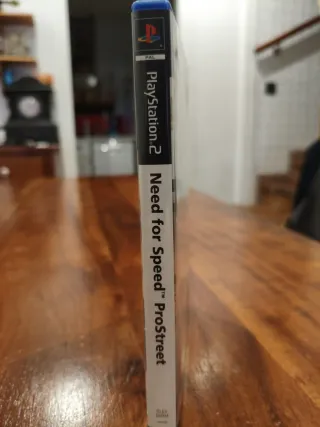 PAL
PlayStation.2
Need for Speed™ ProStreet